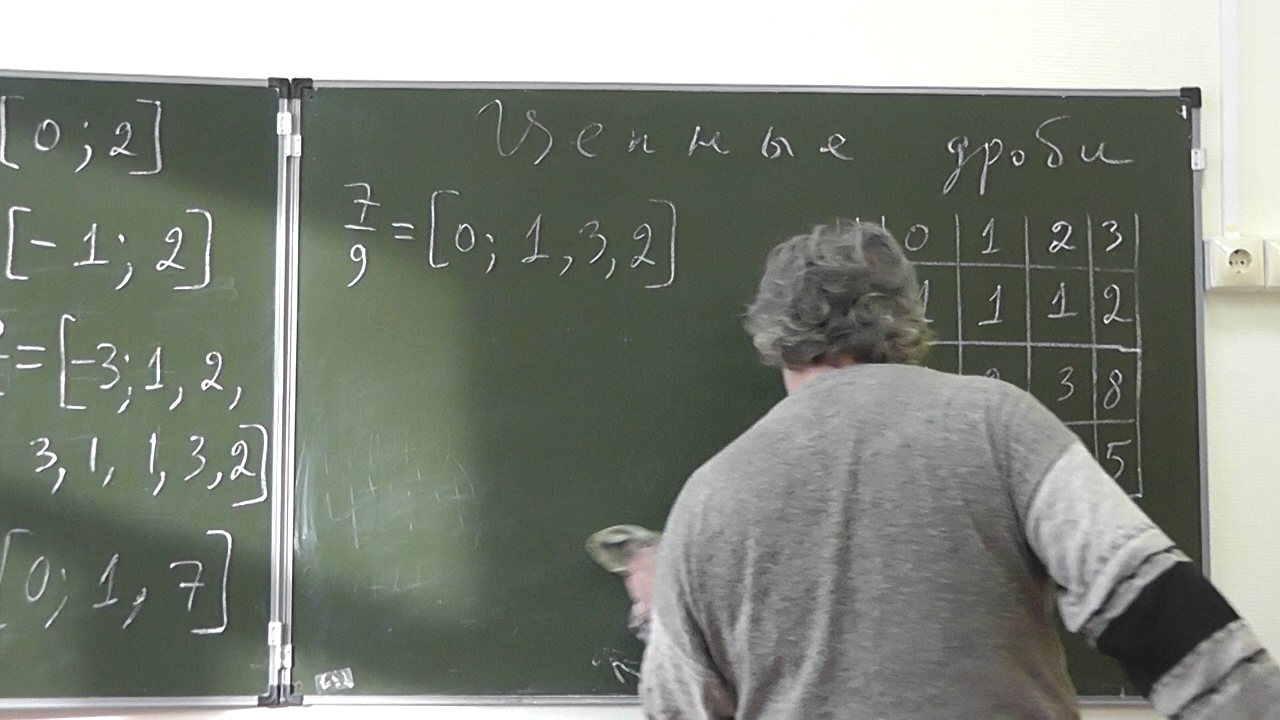 [0; 2]
[-1; 2]
= [-3; 1, 2,
3, 1, 1, 3, 2]
[0; 1, 7]
Цепные дроби
7/9 = [0; 1, 3, 2]
0 1 2 3
1 1 1 2
3 8
5